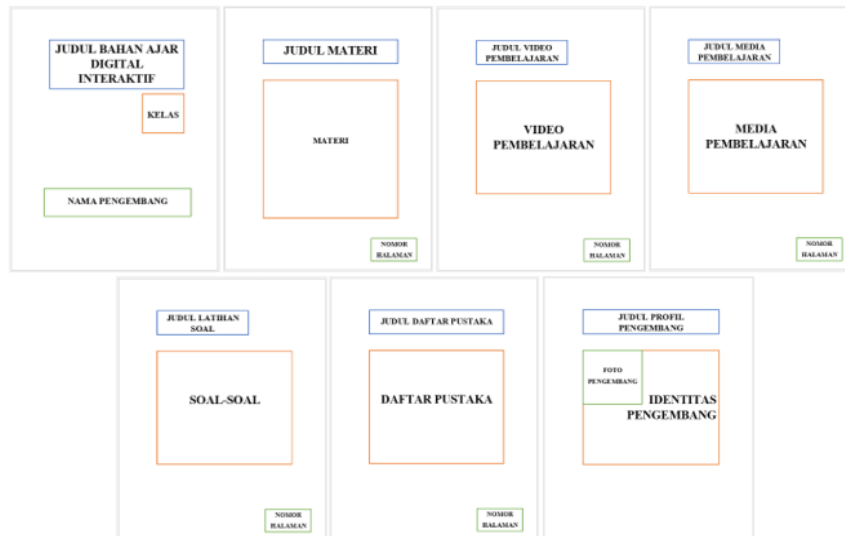 JUDUL BAHAN AJAR
DIGITAL
INTERAKTIF
KELAS
NAMA PENGEMBANG
JUDUL MATERI
MATERI
NOMOR
HALAMAN
JUDUL VIDEO
PEMBELAJARAN
VIDEO
PEMBELAJARAN
NOMOR
HALAMAN
JUDUL MEDIA
PEMBELAJARAN
MEDIA
PEMBELAJARAN
NOMOR
HALAMAN
JUDUL LATIHAN
SOAL
SOAL-SOAL
NOMOR
HALAMAN
JUDUL DAFTAR PUSTAKA
DAFTAR PUSTAKA
NOMOR
HALAMAN
JUDUL PROFIL
PENGEMBANG
FOTO
PENGEMBANG
IDENTITAS
PENGEMBANG